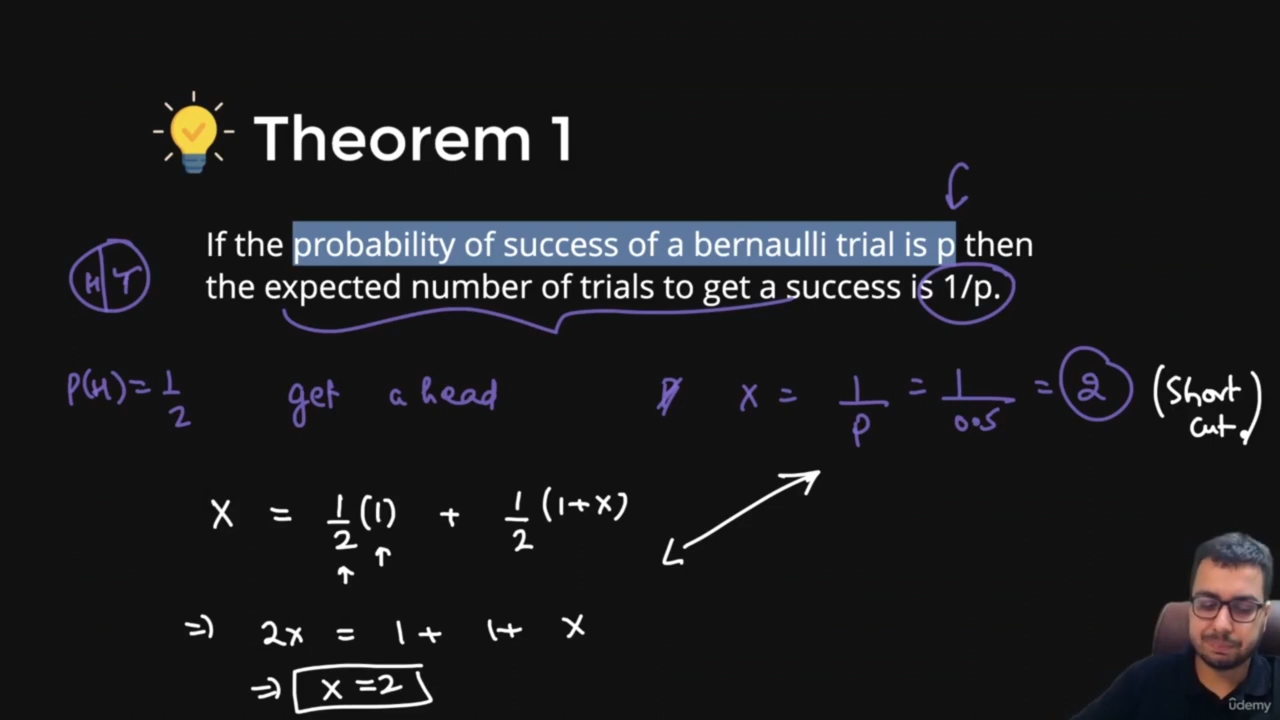 Theorem 1
If the probability of success of a bernaulli trial is p then
the expected number of trials to get a success is 1/p.
H T
P(H) = 1/2 get a head x = 1/p = 1/0.5 = 2 (Short cut.)
x = 1/2 (1) + 1/2 (1+x)
=) 2x = 1 + 1+ x
=) x = 2
ûdemy